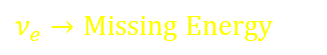 νₑ → Missing Energy